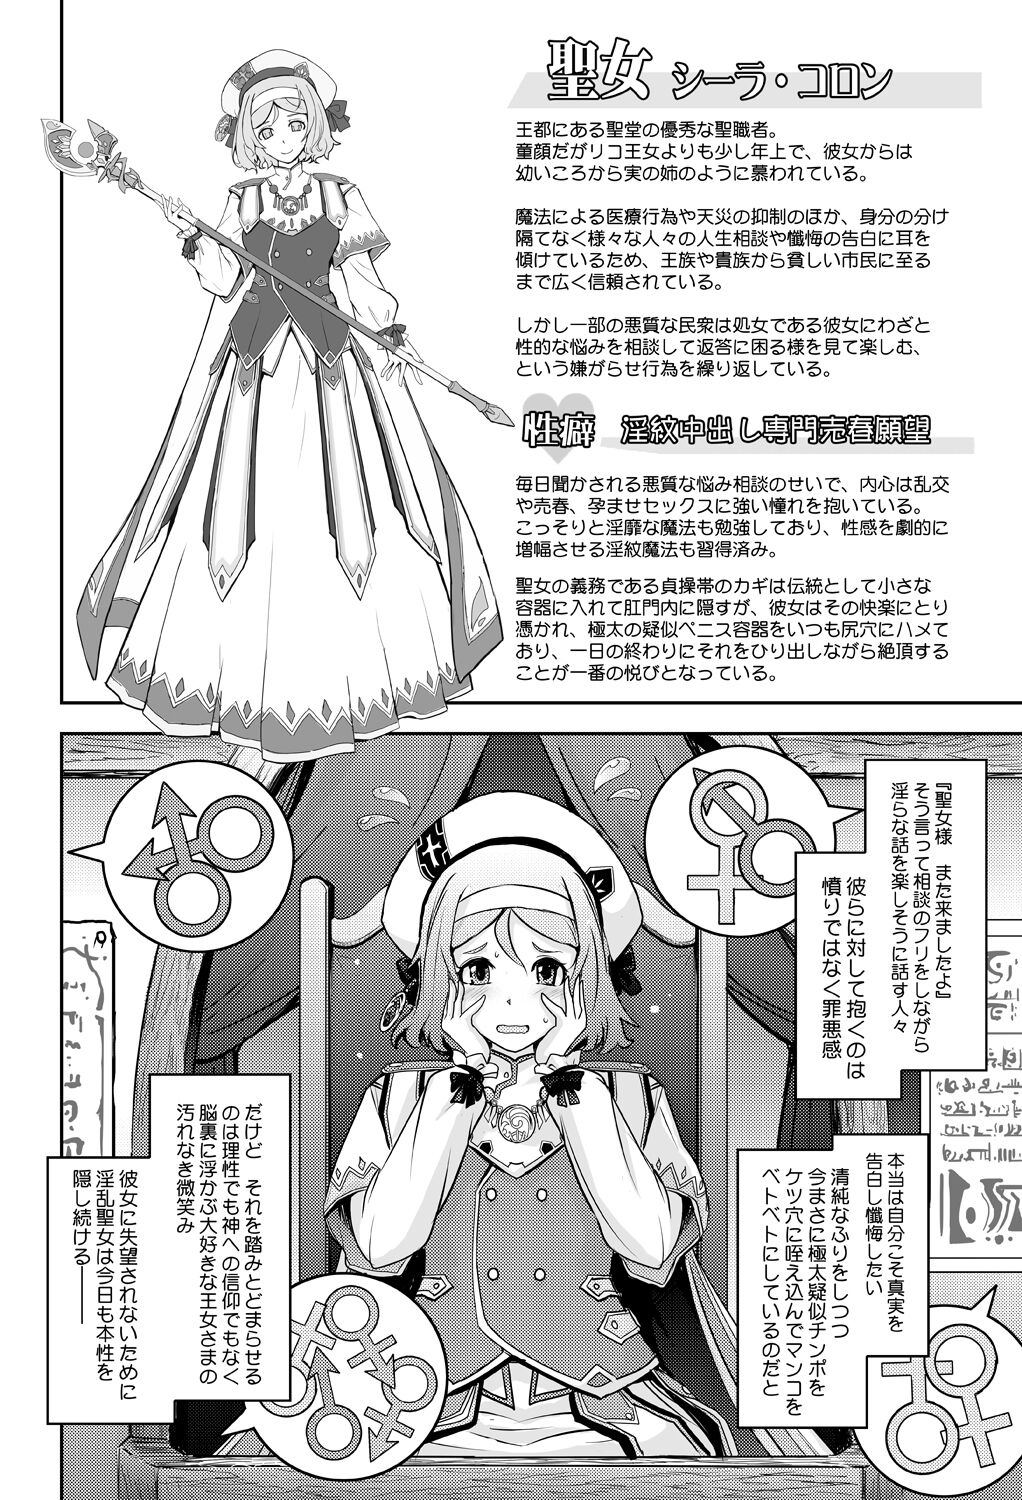 聖女 シーラ・コロン
王都にある聖堂の優秀な聖職者。
童顔だがリコ王女よりも少し年上で、彼女からは
幼いころから実の姉のように慕われている。
魔法による医療行為や天災の抑制のほか、身分の分け
隔てなく様々な人々の人生相談や懺悔の告白に耳を
傾けているため、王族や貴族から貧しい市民に至る
まで広く信頼されている。
しかし一部の悪質な民衆は処女である彼女にわざと
性的な悩みを相談して返答に困る様を見て楽しむ、
という嫌がらせ行為を繰り返している。
性癖 淫紋中出し専門売春願望
毎日聞かされる悪質な悩み相談のせいで、内心は乱交
や売春、孕ませセックスに強い憧れを抱いている。
こっそりと淫靡な魔法も勉強しており、性感を劇的に
増幅させる淫紋魔法も習得済み。
聖女の義務である貞操帯のカギは伝統として小さな
容器に入れて肛門内に隠すが、彼女はその快楽にとり
憑かれ、極太の疑似ペニス容器をいつも尻穴にハメて
おり、一日の終わりにそれをひり出しながら絶頂する
ことが一番の悦びとなっている。
『聖女様 また来ましたよ』
そう言って相談のフリをしながら
淫らな話を楽しそうに話す人々
彼らに対して抱くのは
憤りではなく罪悪感
本当は自分こそ真実を
告白し懺悔したい
清純なふりをしつつ
今まさに極太疑似チンポを
ケツ穴に咥え込んでマンコを
ベトベトにしているのだと
だけど それを踏みとどまらせる
のは理性でも神への信仰でもなく
脳裏に浮かぶ大好きな王女さまの
汚れなき微笑み
彼女に失望されないために
淫乱聖女は今日も本性を
隠し続ける――